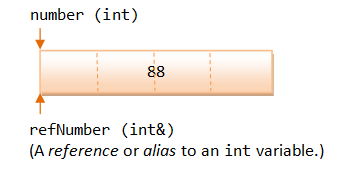 number (int)
88
refNumber (int&)
(A reference or alias to an int variable.)